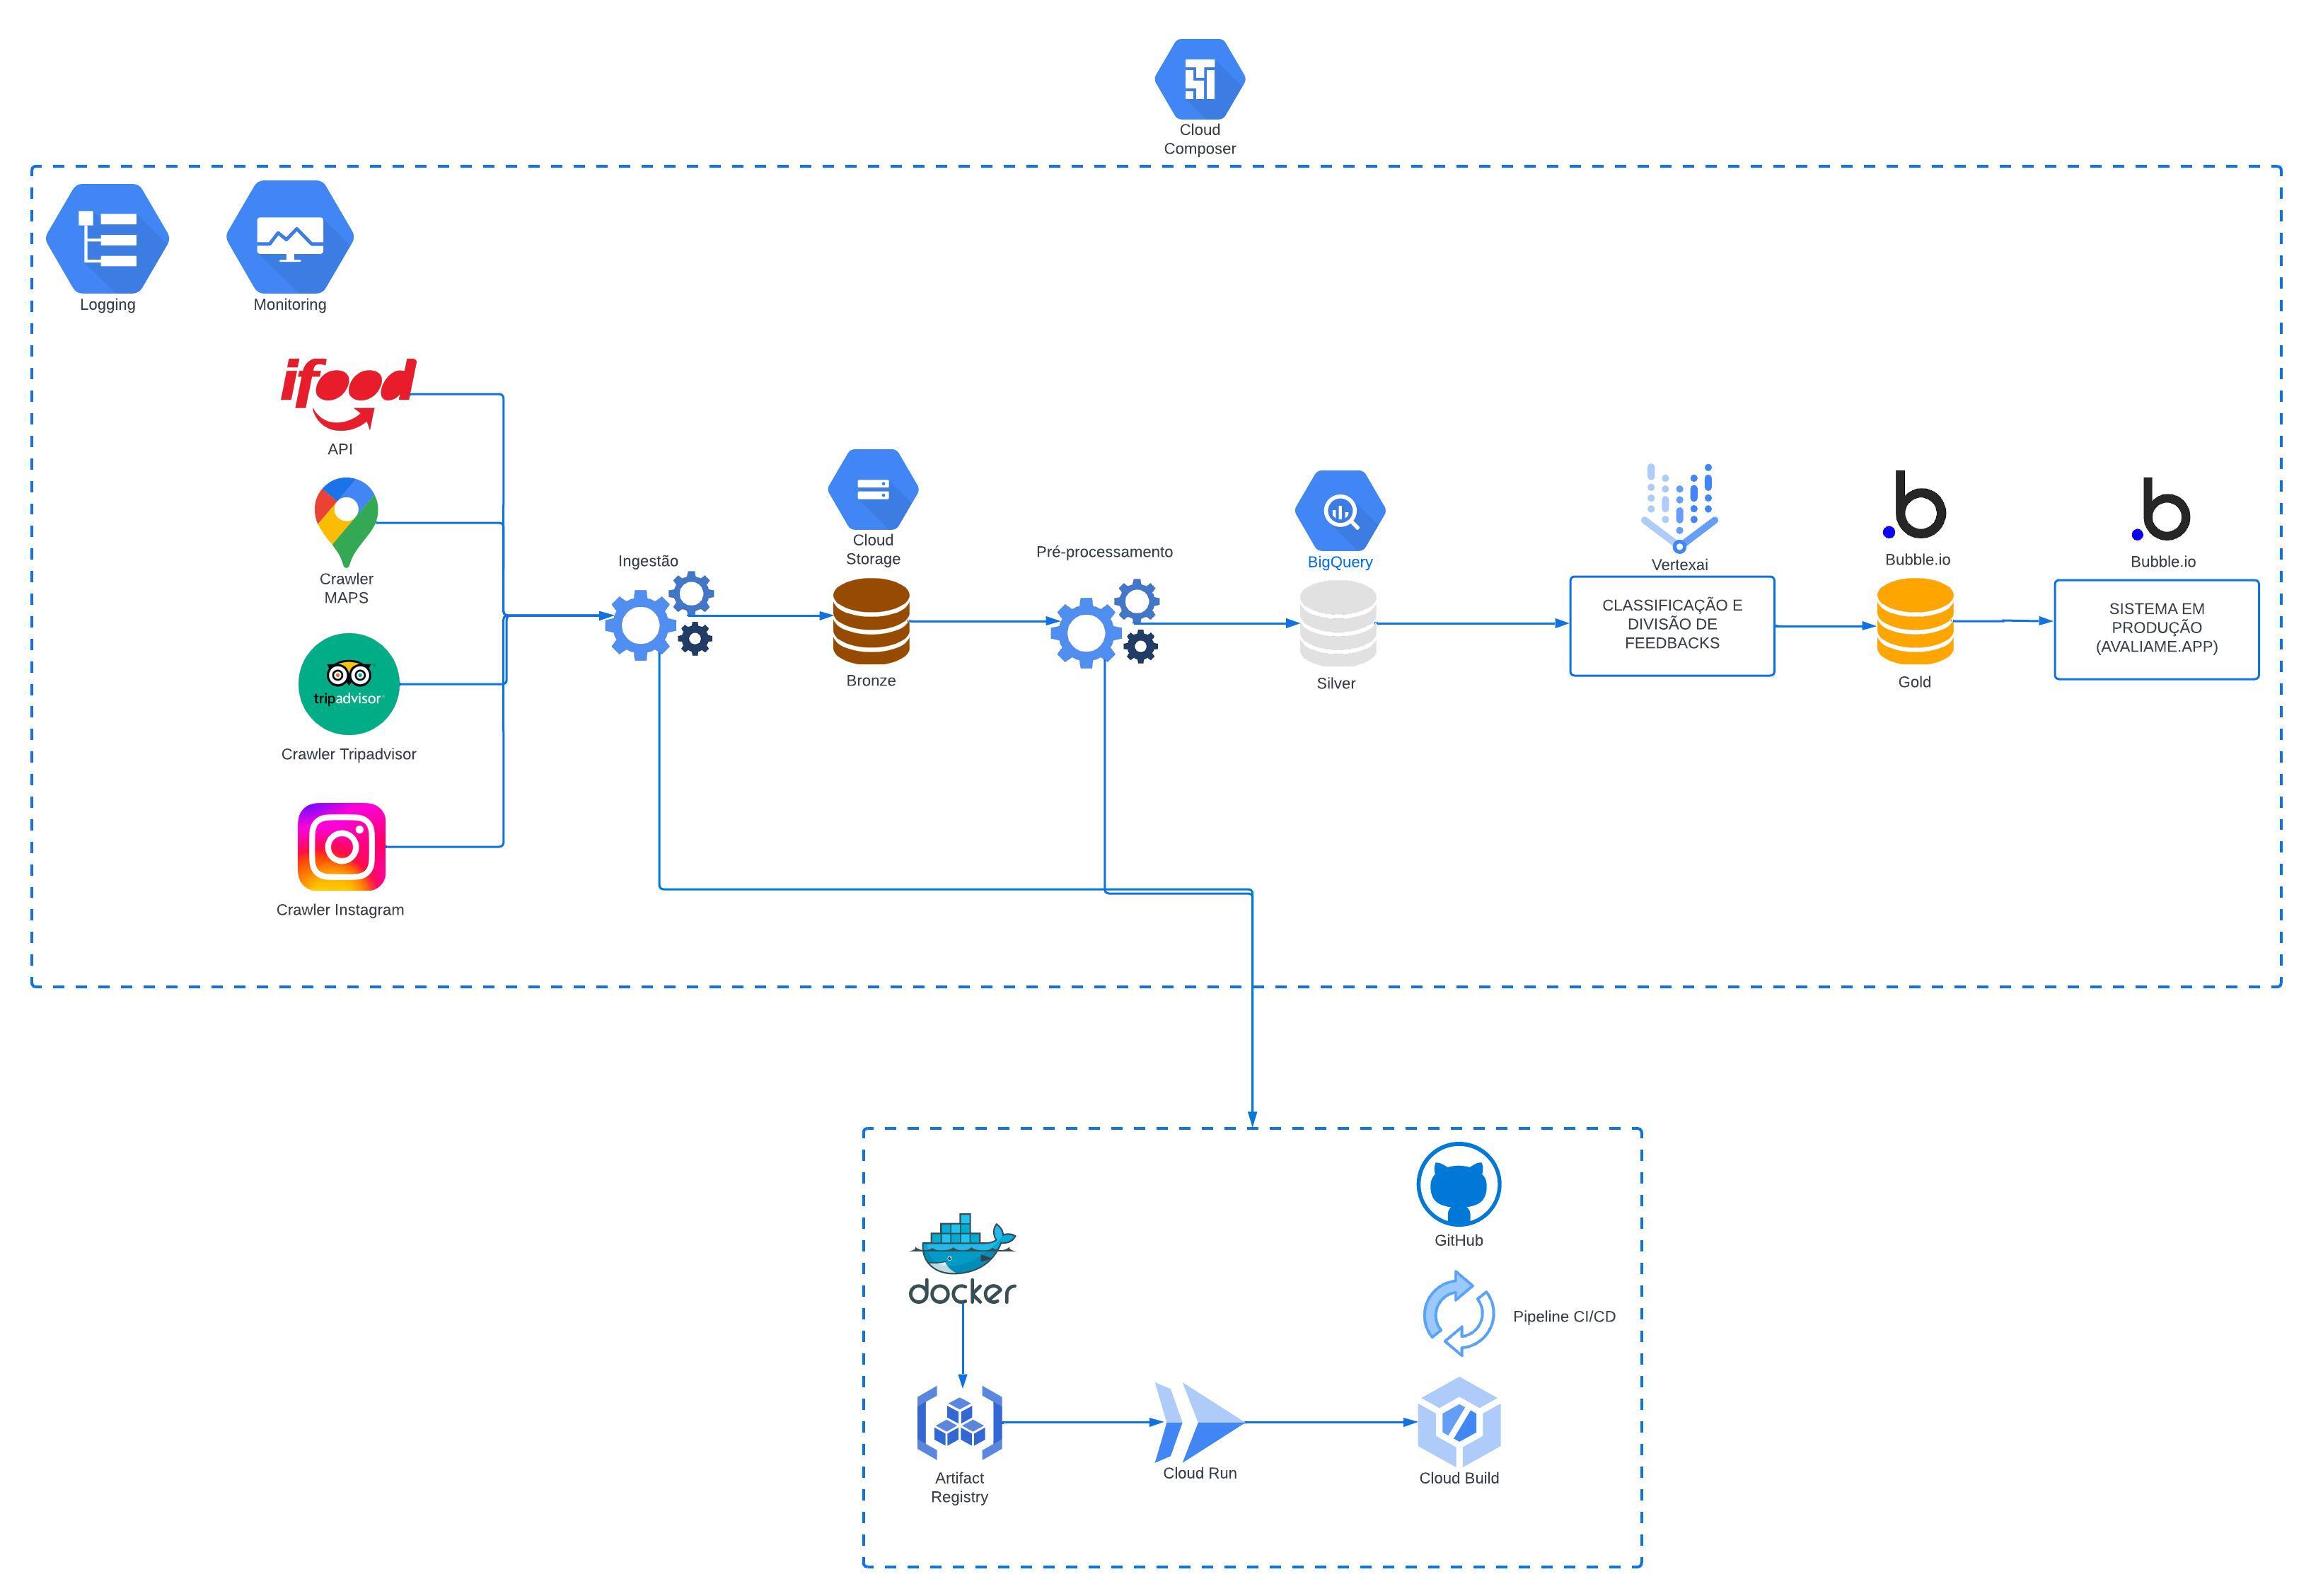 Cloud
Composer
Logging
Monitoring
ifood
API
Crawler
MAPS
tripadvisor
Crawler Tripadvisor
Crawler Instagram
Ingestão
Cloud
Storage
Bronze
Pré-processamento
BigQuery
Silver
Vertexai
CLASSIFICAÇÃO E
DIVISÃO DE
FEEDBACKS
b
Bubble.io
Gold
b
Bubble.io
SISTEMA EM
PRODUÇÃO
(AVALIAME.APP)
docker
GitHub
Pipeline CI/CD
Artifact
Registry
Cloud Run
Cloud Build